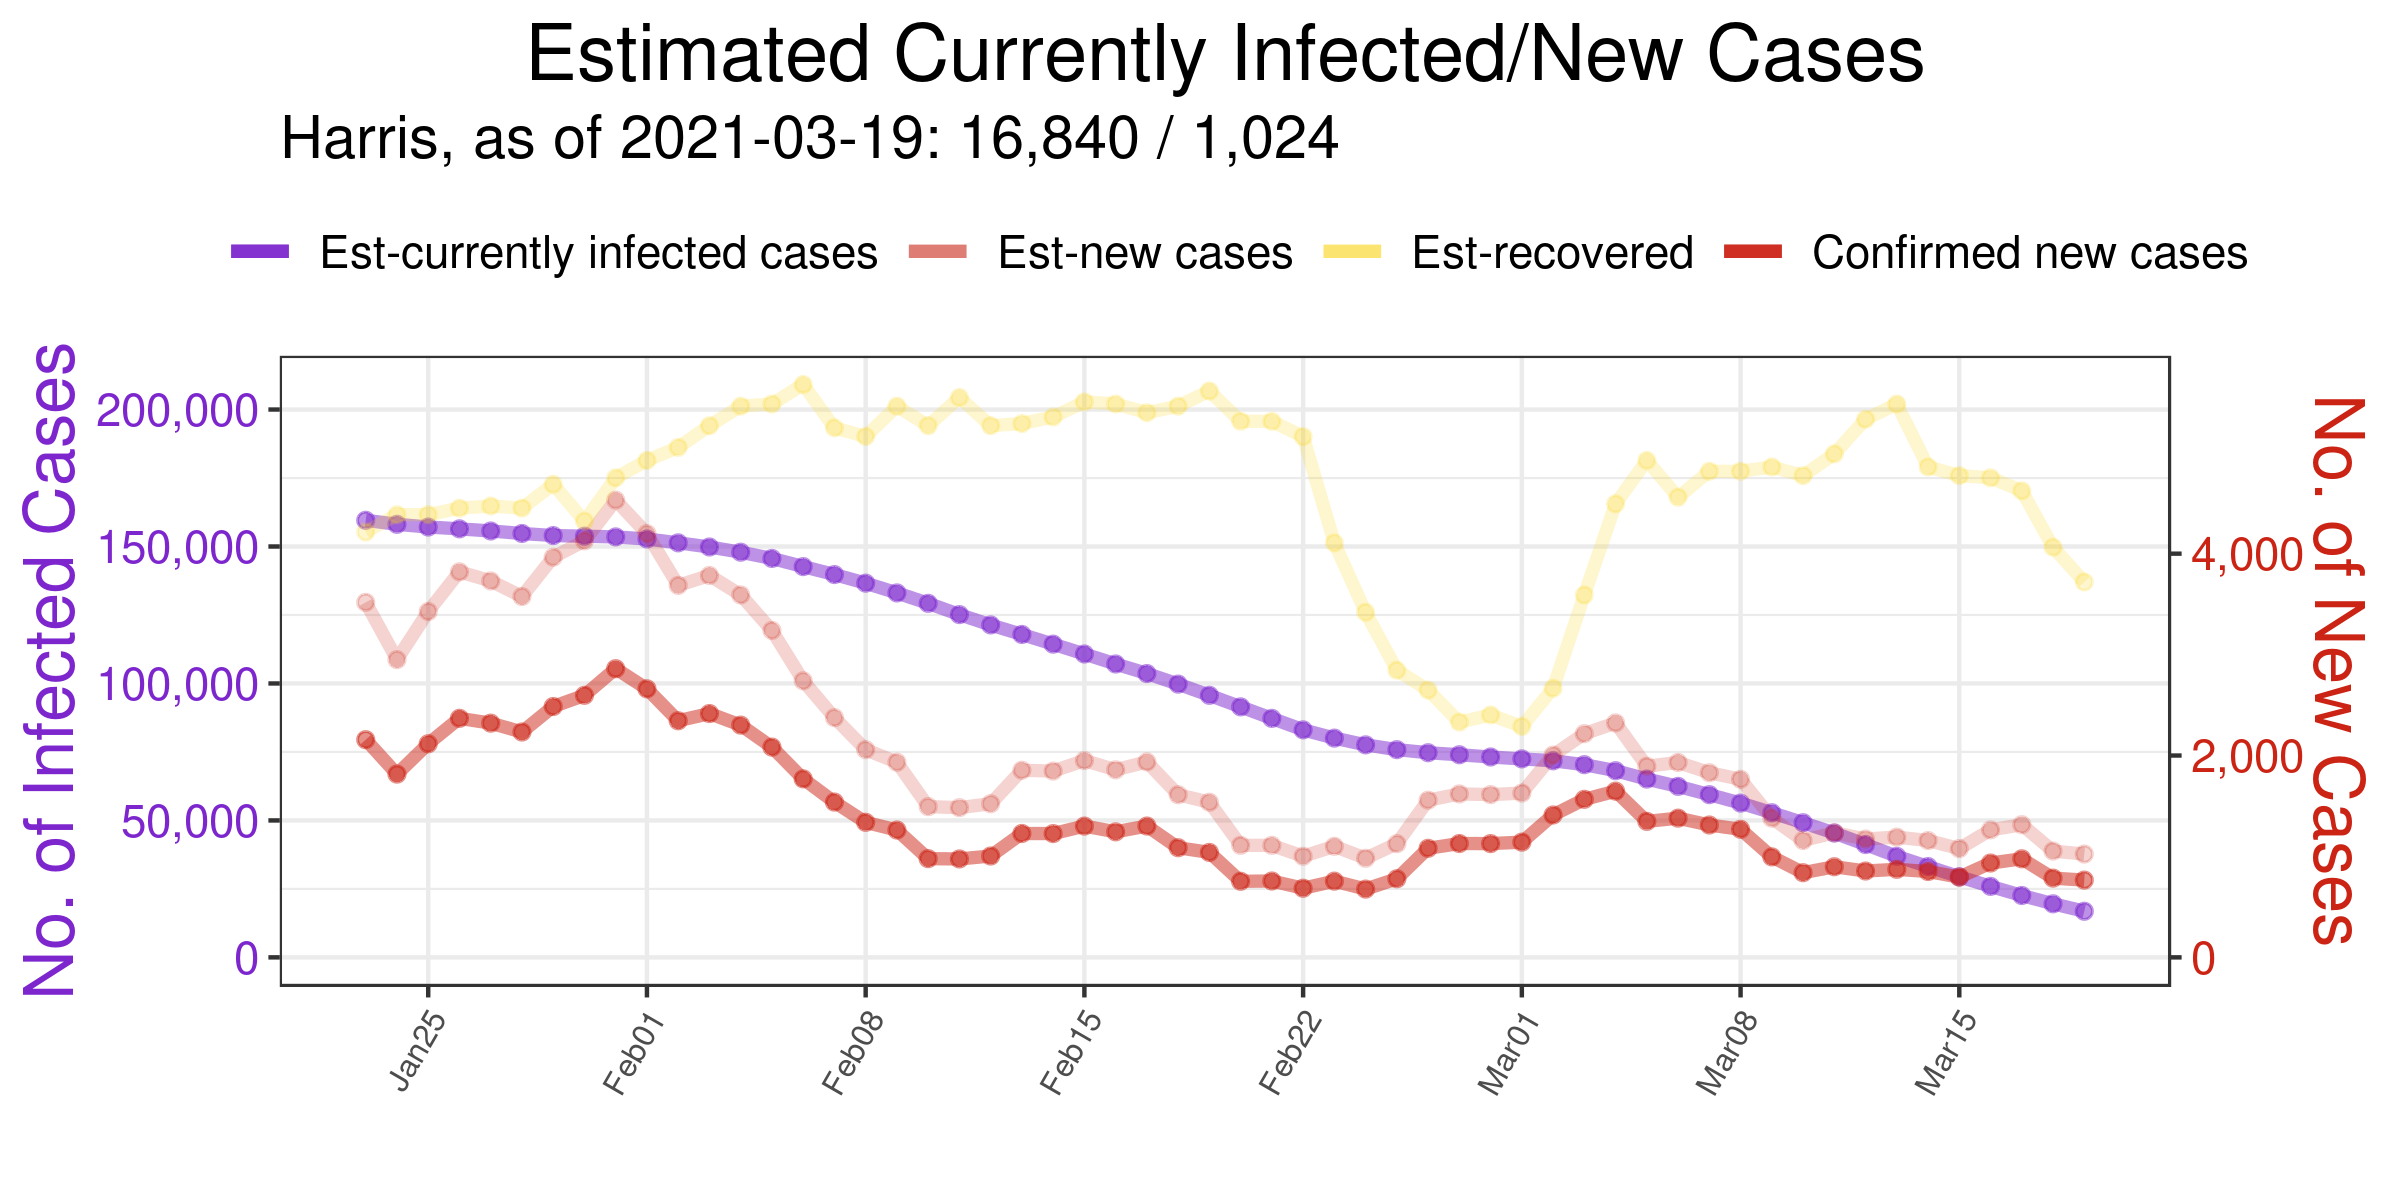 Estimated Currently Infected/New Cases
Harris, as of 2021-03-19: 16,840 / 1,024
Est-currently infected cases Est-new cases Est-recovered Confirmed new cases
No. of Infected Cases
200,000
150,000
100,000
50,000
0
No. of New Cases
4,000
2,000
0
Jan25 Feb01 Feb08 Feb15 Feb22 Mar01 Mar08 Mar15